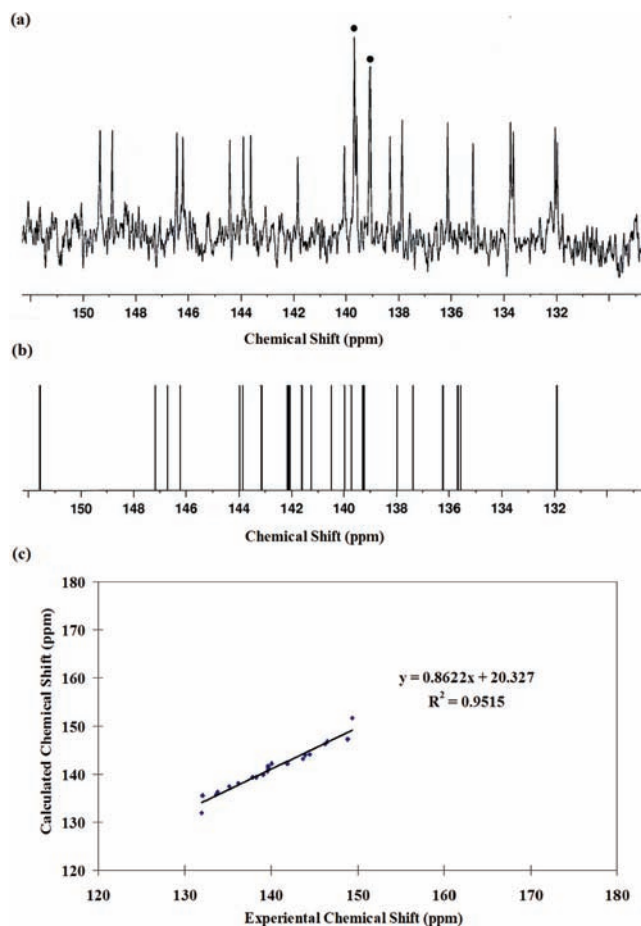 (a)
150 148 146 144 142 140 138 136 134 132
Chemical Shift (ppm)
(b)
150 148 146 144 142 140 138 136 134 132
Chemical Shift (ppm)
(c)
180
170
160
150
140
130
120
Calculated Chemical Shift (ppm)
y = 0.8622x + 20.327
R² = 0.9515
120 130 140 150 160 170 180
Experiental Chemical Shift (ppm)